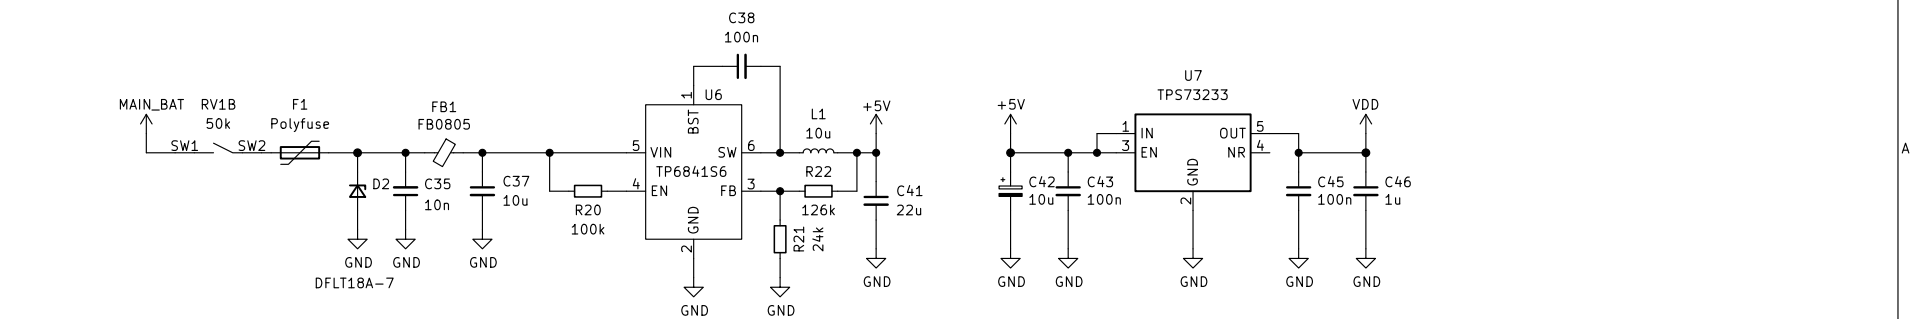 C38
100n
U7
TPS73233
MAIN_BAT
RV1B
50k
F1
Polyfuse
FB1
FB0805
1
U6
BST
L1
10u
+5V
+5V
VDD
SW1
SW2
5
VIN
SW
6
TP6841S6
4
EN
FB
3
GND
2
1
IN
OUT
5
3
EN
NR
4
GND
2
A
D2
C35
10n
C37
10u
R20
100k
R22
126k
R21
24k
C41
22u
+
C42
10u
C43
100n
C45
100n
C46
1u
GND
GND
GND
DFLT18A-7
GND
GND
GND
GND
GND
GND
GND
GND